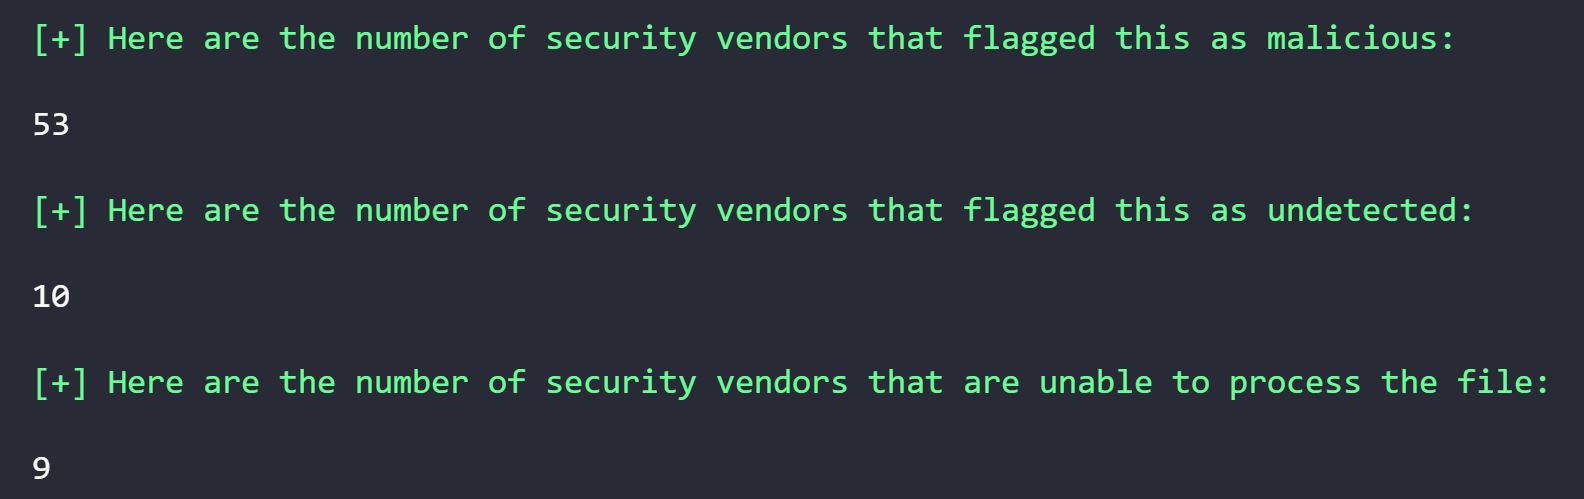 [+] Here are the number of security vendors that flagged this as malicious:
53
[+] Here are the number of security vendors that flagged this as undetected:
10
[+] Here are the number of security vendors that are unable to process the file:
9